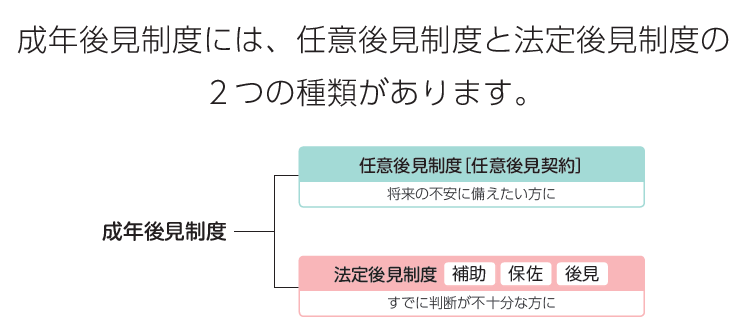 成年後見制度には、任意後見制度と法定後見制度の
２つの種類があります。
任意後見制度[任意後見契約]
将来の不安に備えたい方に
成年後見制度
法定後見制度 補助 保佐 後見
すでに判断が不十分な方に